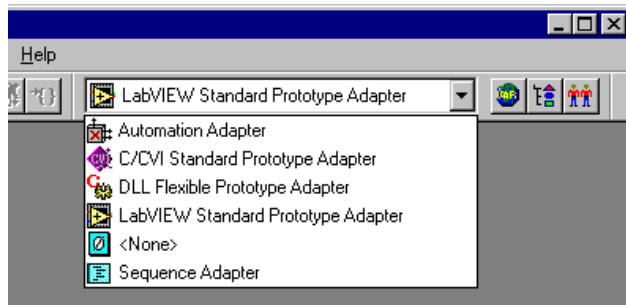 Help
LabVIEW Standard Prototype Adapter
Automation Adapter
C/CVI Standard Prototype Adapter
DLL Flexible Prototype Adapter
LabVIEW Standard Prototype Adapter
<None>
Sequence Adapter